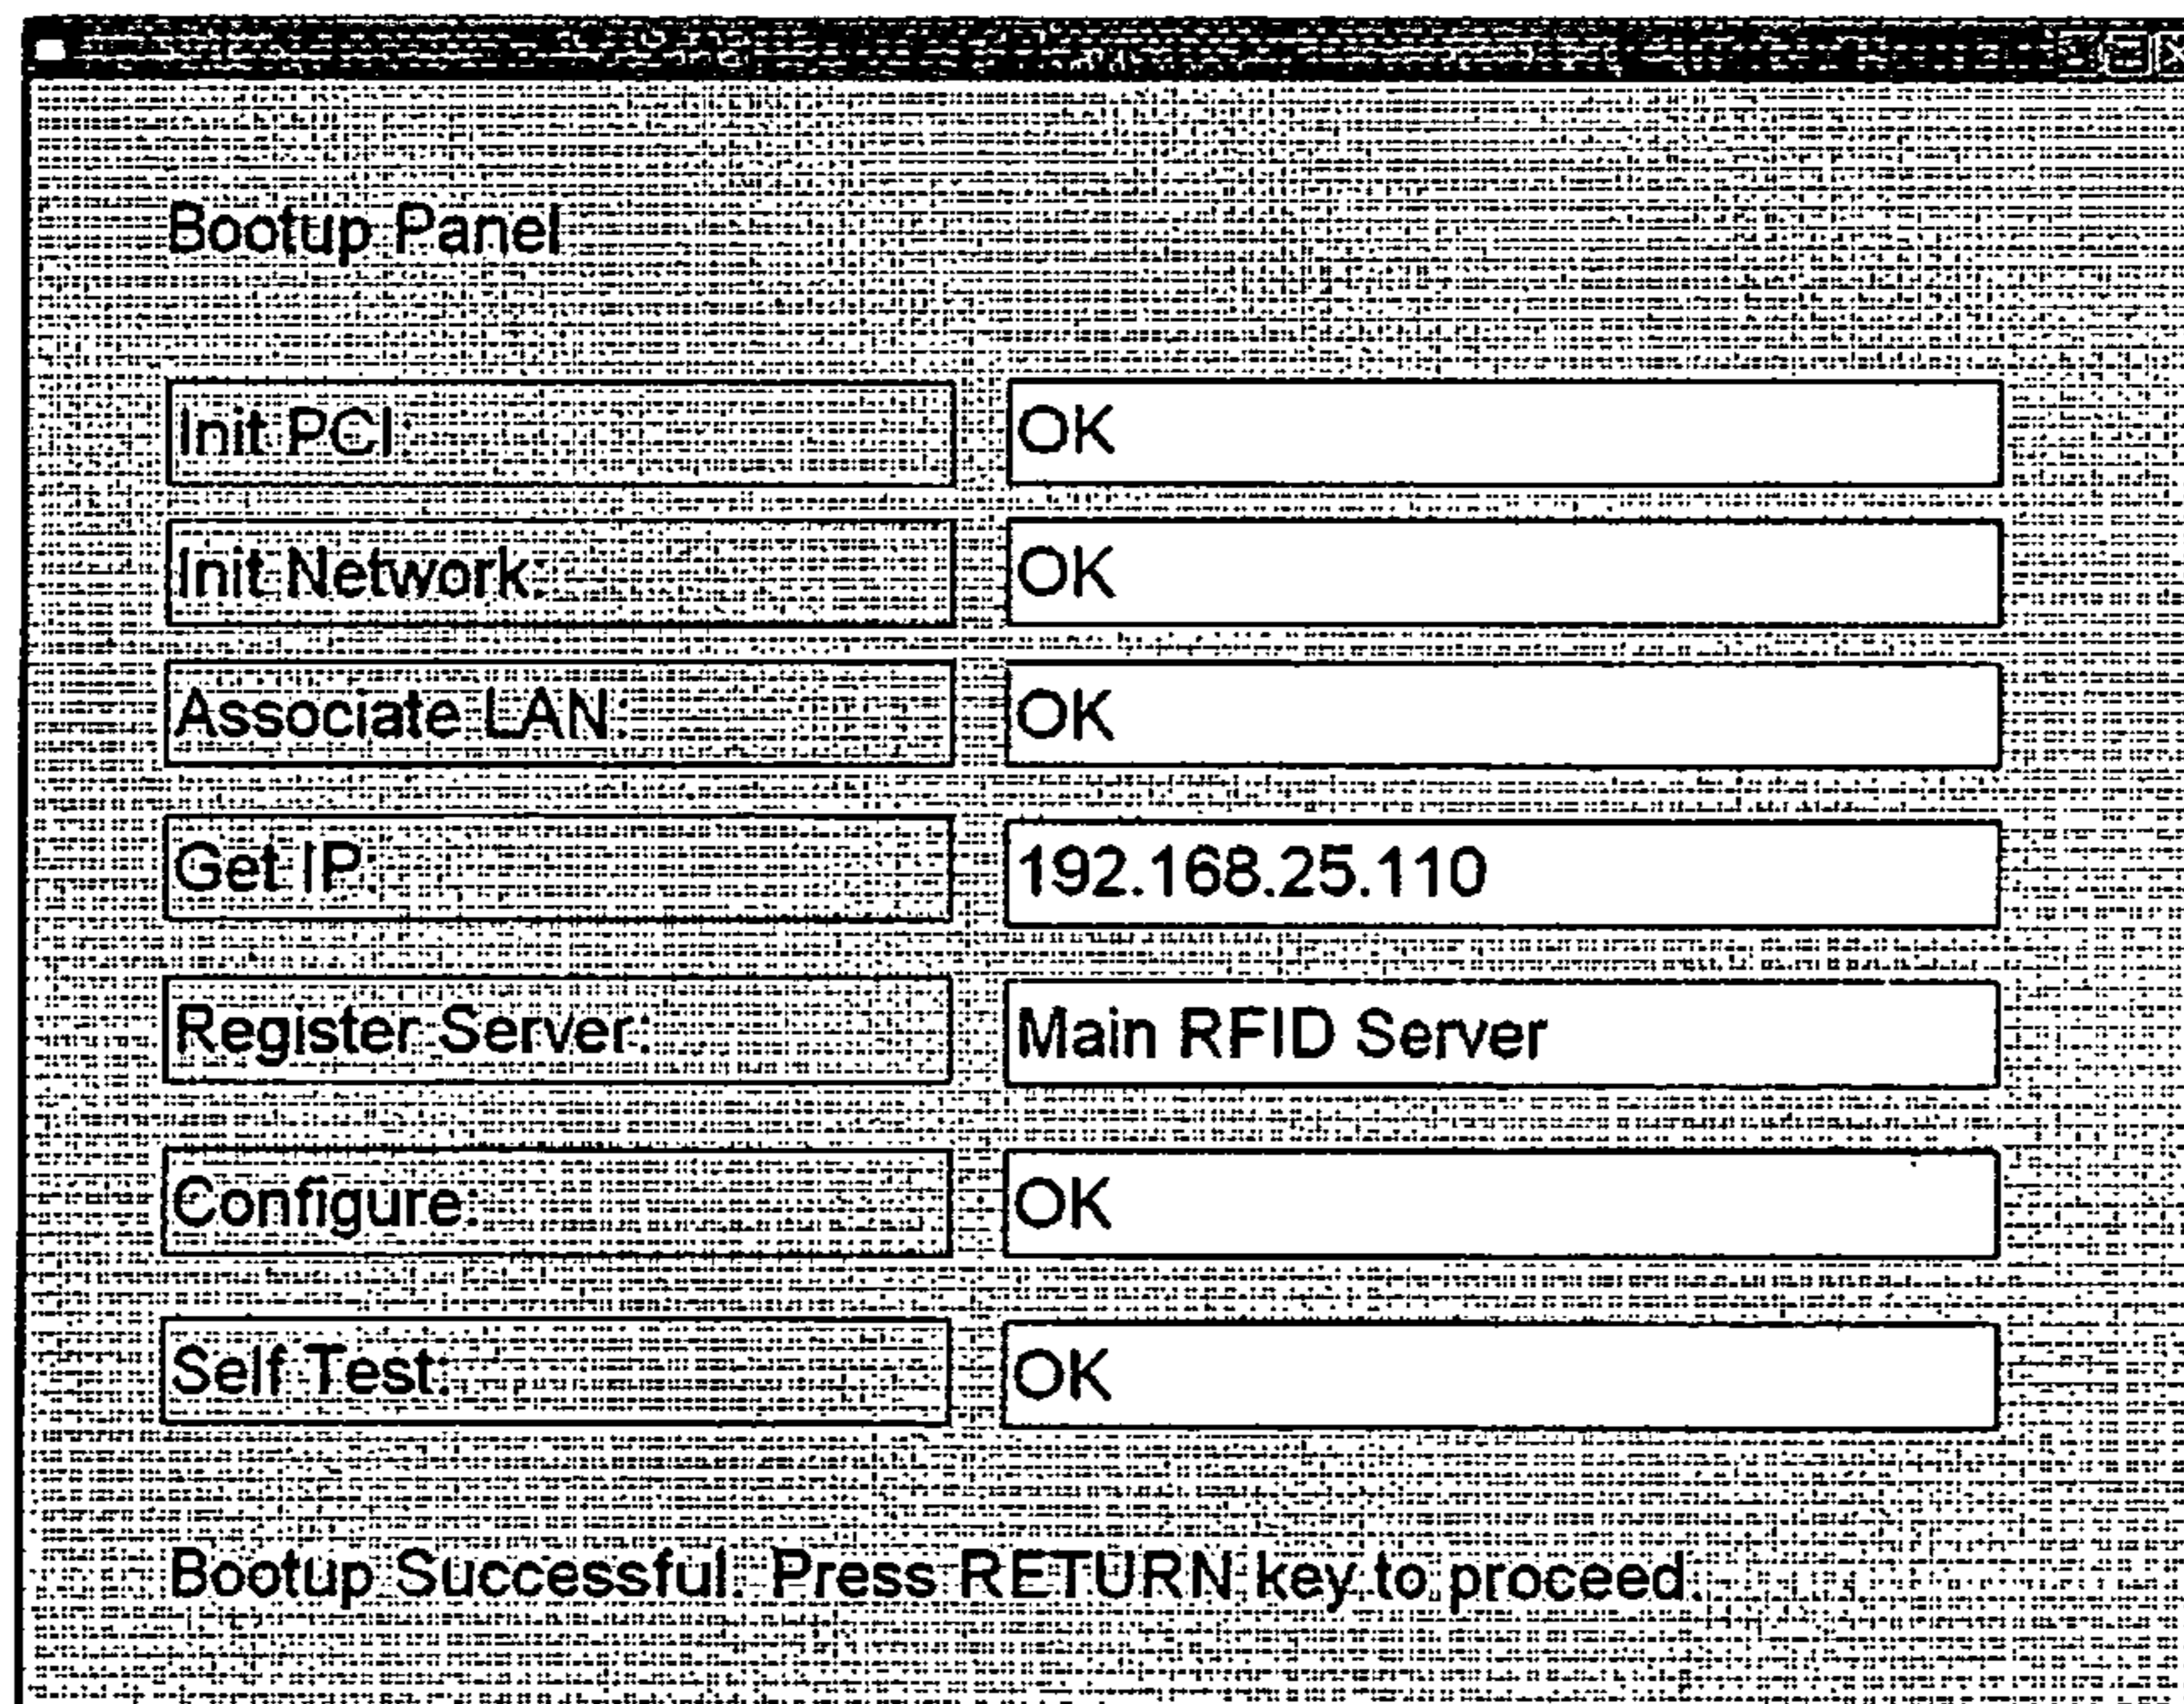 Bootup Panel
Init PCI: OK
Init Network: OK
Associate LAN: OK
Get IP: 192.168.25.110
Register Server: Main RFID Server
Configure: OK
Self Test: OK
Bootup Successful. Press RETURN key to proceed.